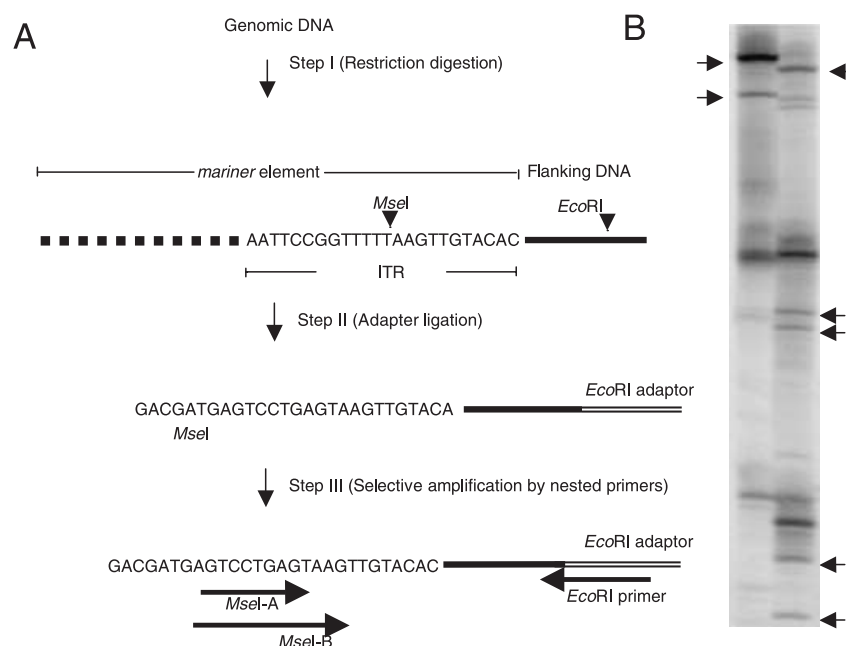 A
B
Genomic DNA
Step I (Restriction digestion)
mariner element
Flanking DNA
MseI
EcoRI
AATTCCGGTTTTTAAGTTGTACAC
ITR
Step II (Adapter ligation)
EcoRI adaptor
GACGATGAGTCCTGAGTAAGTTGTACA
MseI
Step III (Selective amplification by nested primers)
EcoRI adaptor
GACGATGAGTCCTGAGTAAGTTGTACAC
MseI-A
EcoRI primer
MseI-B